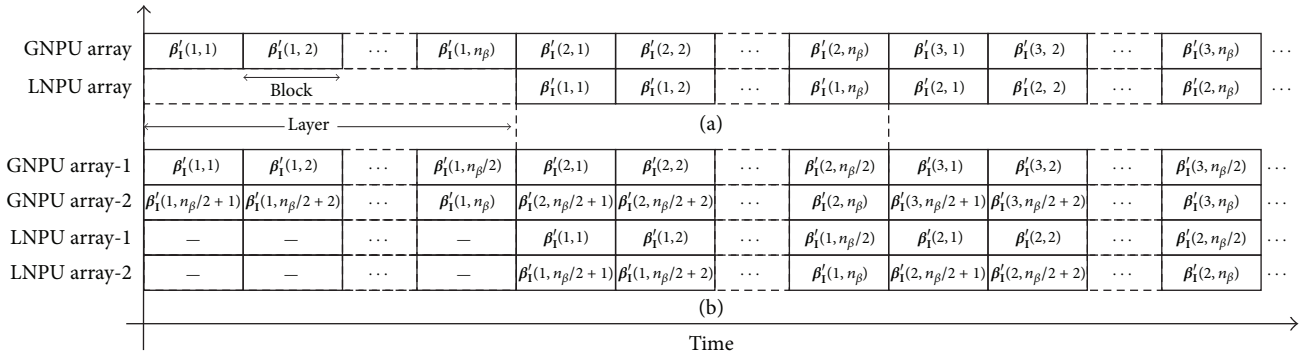 GNPU array β′I(1, 1) β′I(1, 2) ··· β′I(1, nβ) β′I(2, 1) β′I(2, 2) ··· β′I(2, nβ) β′I(3, 1) β′I(3, 2) ··· β′I(3, nβ) ···
LNPU array Block β′I(1, 1) β′I(1, 2) ··· β′I(1, nβ) β′I(2, 1) β′I(2, 2) ··· β′I(2, nβ) ···
Layer (a)
GNPU array-1 β′I(1, 1) β′I(1, 2) ··· β′I(1, nβ/2) β′I(2, 1) β′I(2, 2) ··· β′I(2, nβ/2) β′I(3, 1) β′I(3, 2) ··· β′I(3, nβ/2) ···
GNPU array-2 β′I(1, nβ/2 + 1) β′I(1, nβ/2 + 2) ··· β′I(1, nβ) β′I(2, nβ/2 + 1) β′I(2, nβ/2 + 2) ··· β′I(2, nβ) β′I(3, nβ/2 + 1) β′I(3, nβ/2 + 2) ··· β′I(3, nβ) ···
LNPU array-1 — — ··· — β′I(1, 1) β′I(1, 2) ··· β′I(1, nβ/2) β′I(2, 1) β′I(2, 2) ··· β′I(2, nβ/2) ···
LNPU array-2 — — ··· — β′I(1, nβ/2 + 1) β′I(1, nβ/2 + 2) ··· β′I(1, nβ) β′I(2, nβ/2 + 1) β′I(2, nβ/2 + 2) ··· β′I(2, nβ) ···
(b)
Time